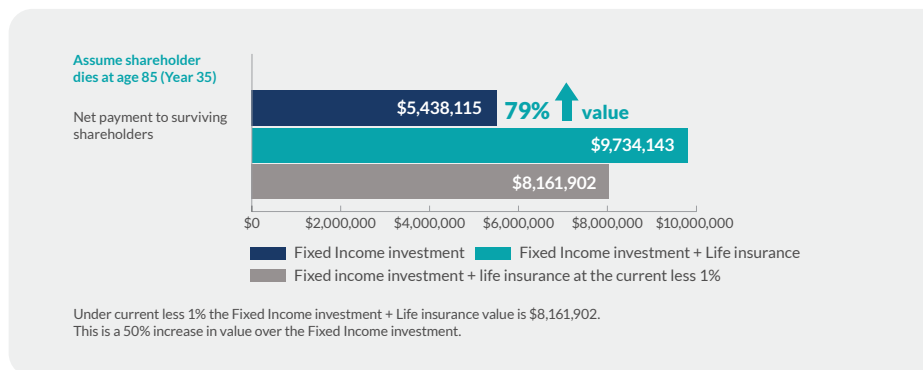 Assume shareholder
dies at age 85 (Year 35)
Net payment to surviving
shareholders
$5,438,115
79% value
$9,734,143
$8,161,902
$0 $2,000,000 $4,000,000 $6,000,000 $8,000,000 $10,000,000
Fixed Income investment Fixed Income investment + Life insurance
Fixed income investment + life insurance at the current less 1%
Under current less 1% the Fixed Income investment + Life insurance value is $8,161,902.
This is a 50% increase in value over the Fixed Income investment.